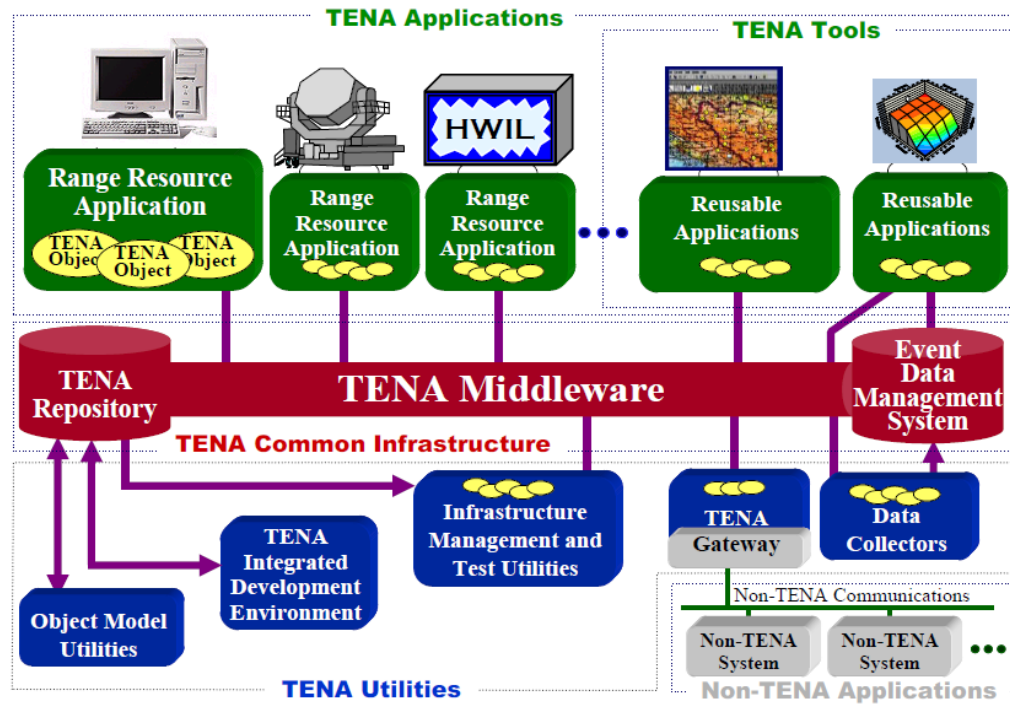 TENA Applications
TENA Tools
HWIL
Range Resource
Application
TENA
Object
TENA
Object
TENA
Object
Range
Resource
Application
Range
Resource
Application
Reusable
Applications
Reusable
Applications
TENA
Repository
TENA Middleware
Event
Data
Management
System
TENA Common Infrastructure
Object Model
Utilities
TENA
Integrated
Development
Environment
Infrastructure
Management and
Test Utilities
TENA
Gateway
Data
Collectors
Non-TENA Communications
Non-TENA
System
Non-TENA
System
TENA Utilities
Non-TENA Applications